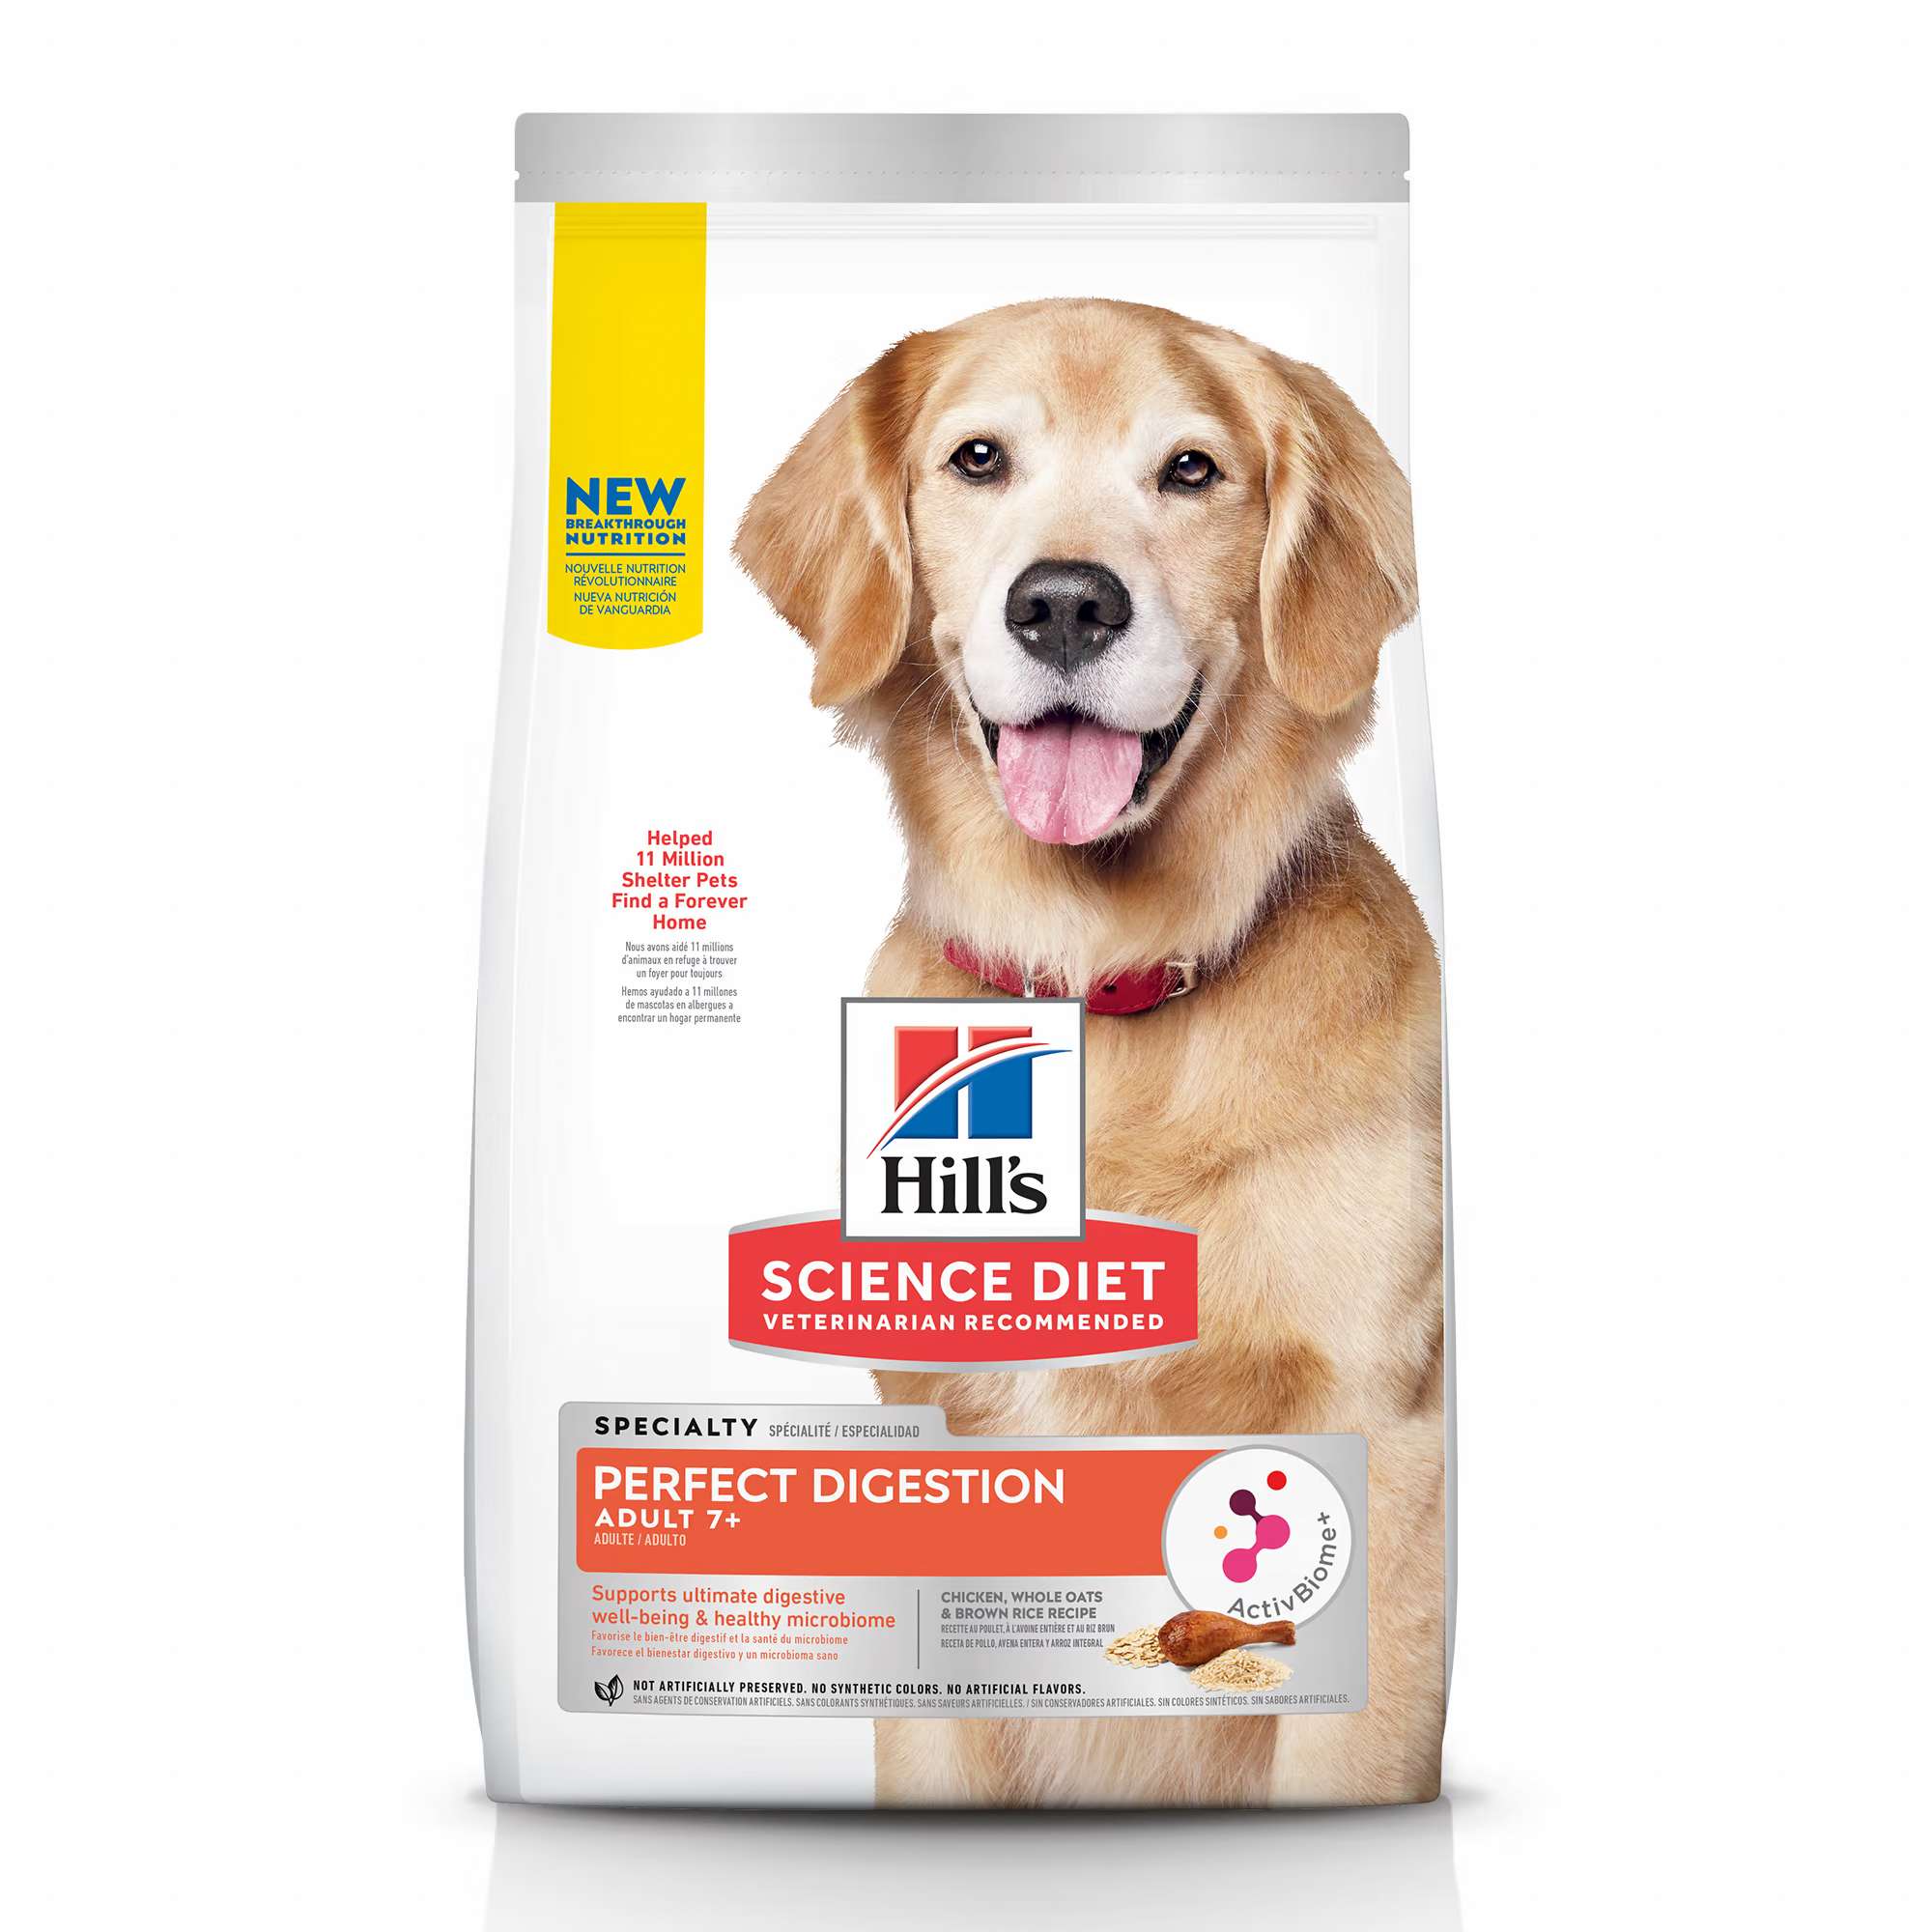 NEW
BREAKTHROUGH
NUTRITION
NOUVELLE NUTRITION
RÉVOLUTIONNAIRE
NUEVA NUTRICIÓN
DE VANGUARDIA
Helped
11 Million
Shelter Pets
Find a Forever
Home
Nous avons aidé 11 millions
d'animaux en refuge à trouver
un foyer pour toujours
Hemos ayudado a 11 millones
de mascotas en albergues a
encontrar un hogar permanente
Hill's
SCIENCE DIET
VETERINARIAN RECOMMENDED
SPECIALTY SPÉCIALITÉ / ESPECIALIDAD
PERFECT DIGESTION
ADULT 7+
ADULTE / ADULTO
ActivBiome+
Supports ultimate digestive
well-being & healthy microbiome
Favorise le bien-être digestif et la santé du microbiome
Favorece el bienestar digestivo y un microbioma sano
CHICKEN, WHOLE OATS
& BROWN RICE RECIPE
RECETTE AU POULET, À L'AVOINE ENTIÈRE ET AU RIZ BRUN
RECETA DE POLLO, AVENA ENTERA Y ARROZ INTEGRAL
NOT ARTIFICIALLY PRESERVED. NO SYNTHETIC COLORS. NO ARTIFICIAL FLAVORS.
SANS AGENTS DE CONSERVATION ARTIFICIELS. SANS COLORANTS SYNTHÉTIQUES. SANS SAVEURS ARTIFICIELLES. / SIN CONSERVADORES ARTIFICIALES. SIN COLORES SINTÉTICOS. SIN SABORES ARTIFICIALES.